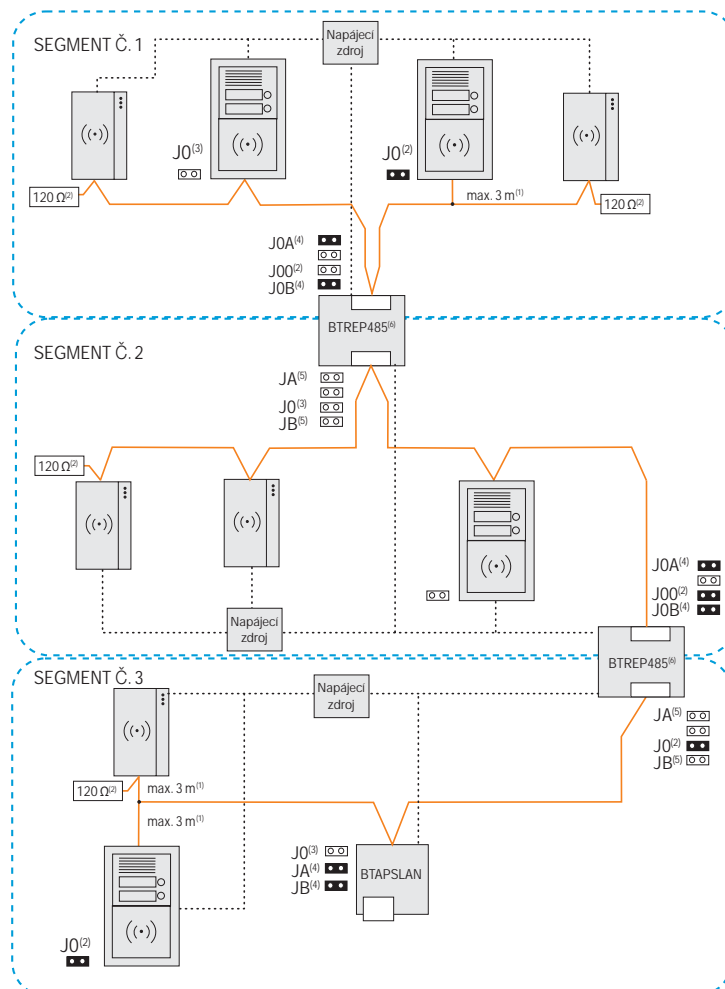 SEGMENT Č. 1
Napájecí
zdroj
J0(3)
J0(2)
120 Ω(2)
max. 3 m(1)
120 Ω(2)
J0A(4)
J00(2)
J0B(4)
BTREP485(6)
SEGMENT Č. 2
JA(5)
J0(3)
JB(5)
120 Ω(2)
J0A(4)
J00(2)
J0B(4)
Napájecí
zdroj
BTREP485(6)
SEGMENT Č. 3
Napájecí
zdroj
JA(5)
J0(2)
JB(5)
120 Ω(2)
max. 3 m(1)
max. 3 m(1)
J0(3)
JA(4)
JB(4)
BTAPSLAN
J0(2)